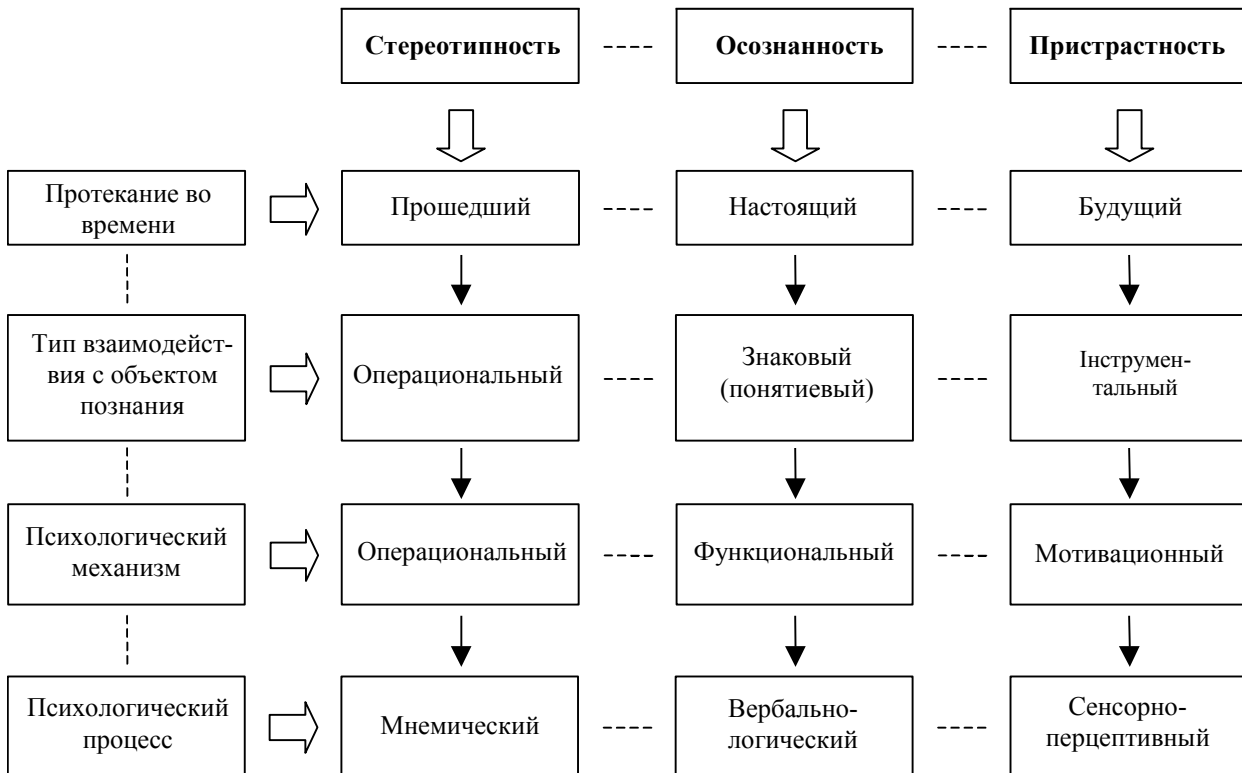 Стереотипность
Осознанность
Пристрастность
Протекание во
времени
Прошедший
Настоящий
Будущий
Тип взаимодейст-
вия с объектом
познания
Операциональный
Знаковый
(понятиевый)
Інструмен-
тальный
Психологический
механизм
Операциональный
Функциональный
Мотивационный
Психологический
процесс
Мнемический
Вербально-
логический
Сенсорно-
перцептивный